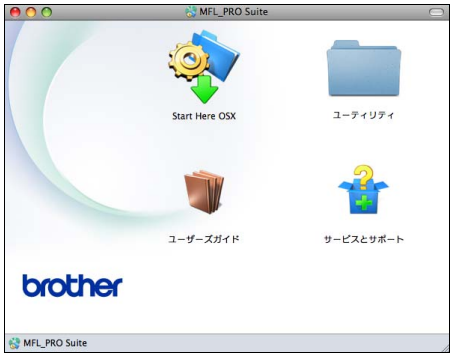 MFL_PRO Suite
Start Here OSX
ユーティリティ
ユーザーズガイド
サービスとサポート
brother
MFL_PRO Suite